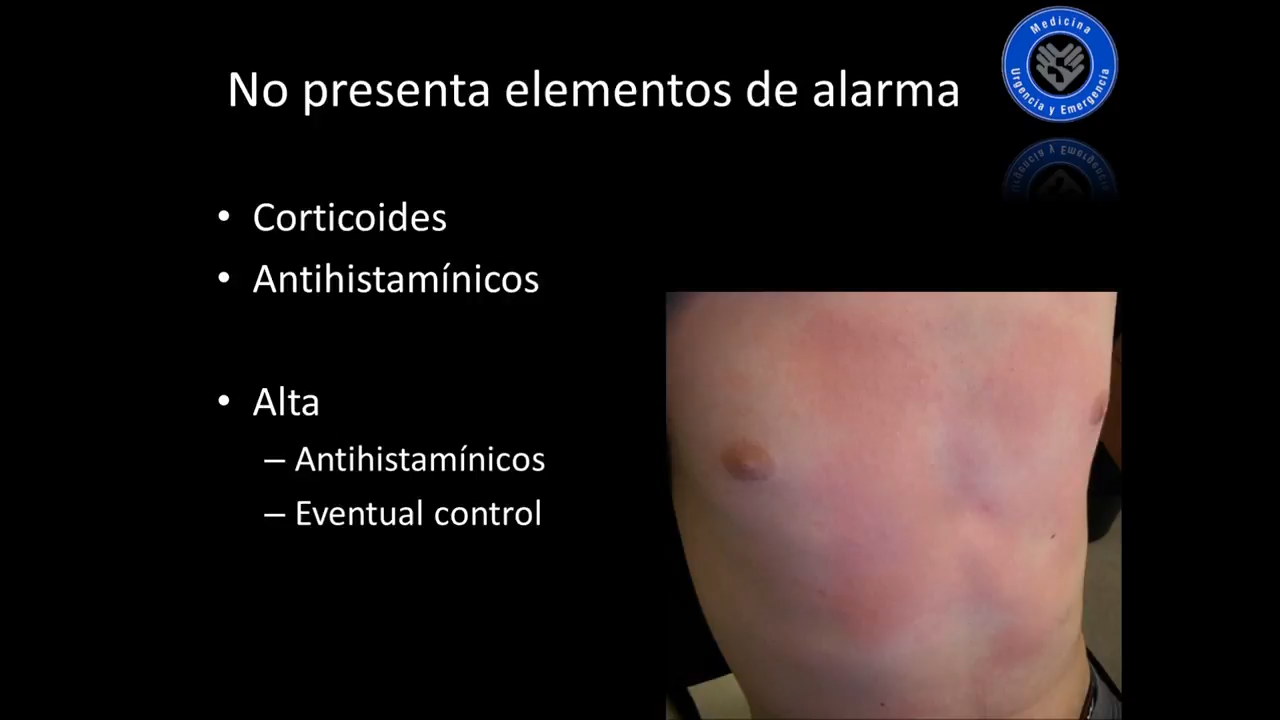 Medicina
Urgencia y Emergencia
No presenta elementos de alarma
• Corticoides
• Antihistamínicos
• Alta
– Antihistamínicos
– Eventual control